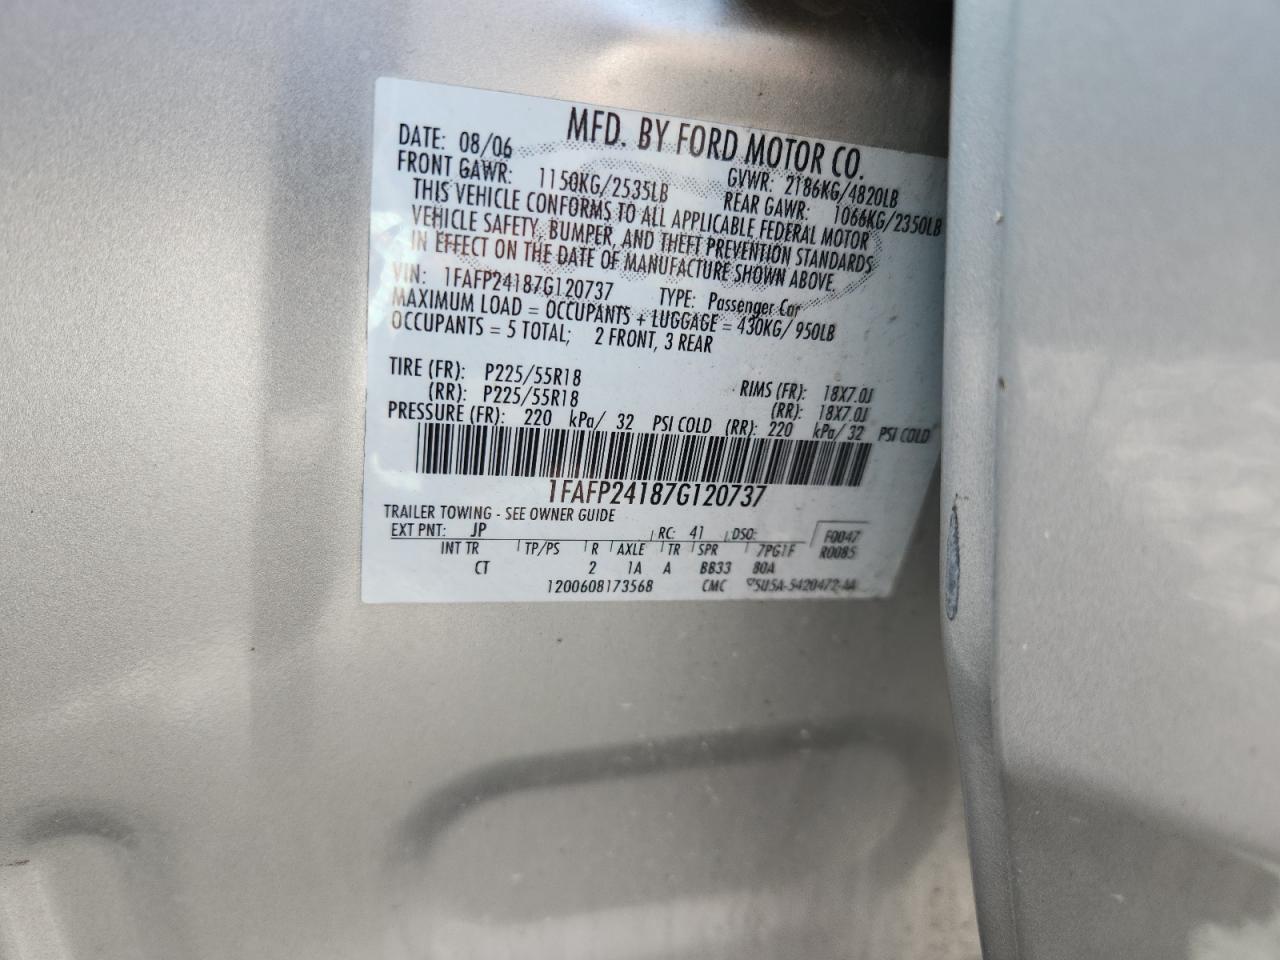 MFD. BY FORD MOTOR CO.
DATE: 08/06 GVWR: 2186KG/4820LB
FRONT GAWR: 1150KG/2535LB REAR GAWR: 1066KG/2350LB
THIS VEHICLE CONFORMS TO ALL APPLICABLE FEDERAL MOTOR
VEHICLE SAFETY, BUMPER, AND THEFT PREVENTION STANDARDS
IN EFFECT ON THE DATE OF MANUFACTURE SHOWN ABOVE.
VIN: 1FAFP24187G120737 TYPE: Passenger Car
MAXIMUM LOAD = OCCUPANTS + LUGGAGE = 430KG/ 950LB
OCCUPANTS = 5 TOTAL; 2 FRONT, 3 REAR
TIRE (FR): P225/55R18 RIMS (FR): 18X7.0J
(RR): P225/55R18 (RR): 18X7.0J
PRESSURE (FR): 220 kPa/ 32 PSI COLD (RR): 220 kPa/ 32 PSI COLD
1FAFP24187G120737
TRAILER TOWING - SEE OWNER GUIDE
EXT PNT: JP RC: 41 DSO: F0047
INT TR TP/PS R AXLE TR SPR 7PG1F R0085
CT 2 1A A BB33 80A
1200608173568 CMC